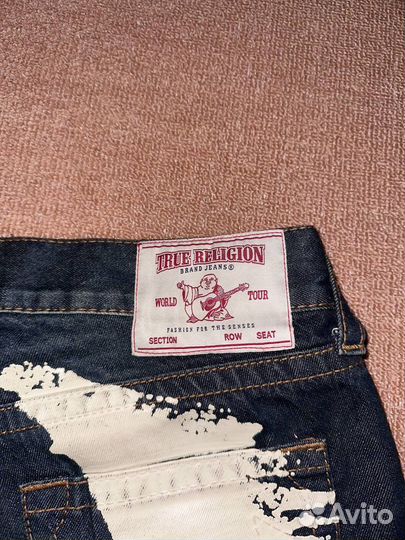 TRUE RELIGION
BRAND JEANS®
WORLD TOUR
FASHION FOR THE SENSES
SECTION ROW SEAT
Avito